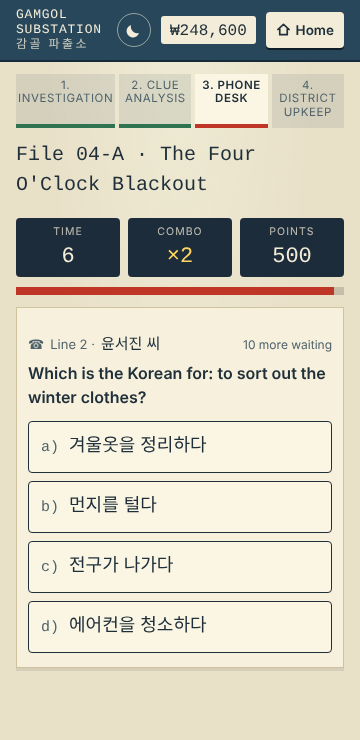 GAMGOL
SUBSTATION
감골 파출소
₩248,600
Home
1.
INVESTIGATION
2. CLUE
ANALYSIS
3. PHONE
DESK
4.
DISTRICT
UPKEEP
File 04-A · The Four
O'Clock Blackout
TIME
6
COMBO
×2
POINTS
500
☎ Line 2 · 윤서진 씨
10 more waiting
Which is the Korean for: to sort out the
winter clothes?
a) 겨울옷을 정리하다
b) 먼지를 털다
c) 전구가 나가다
d) 에어컨을 청소하다